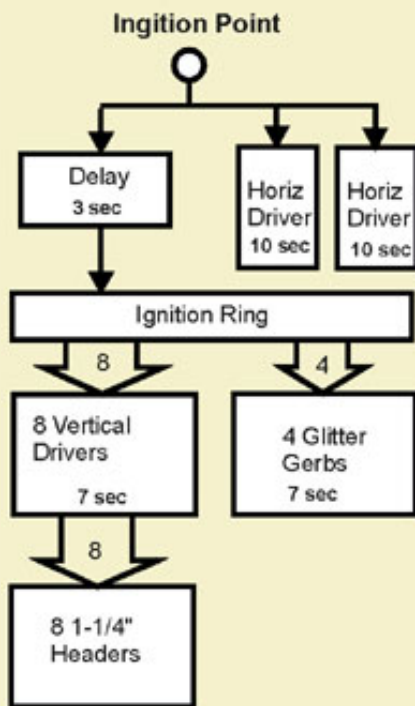 Ingition Point
Delay
3 sec
Horiz
Driver
10 sec
Horiz
Driver
10 sec
Ignition Ring
8
4
8 Vertical
Drivers
7 sec
4 Glitter
Gerbs
7 sec
8
8 1-1/4"
Headers